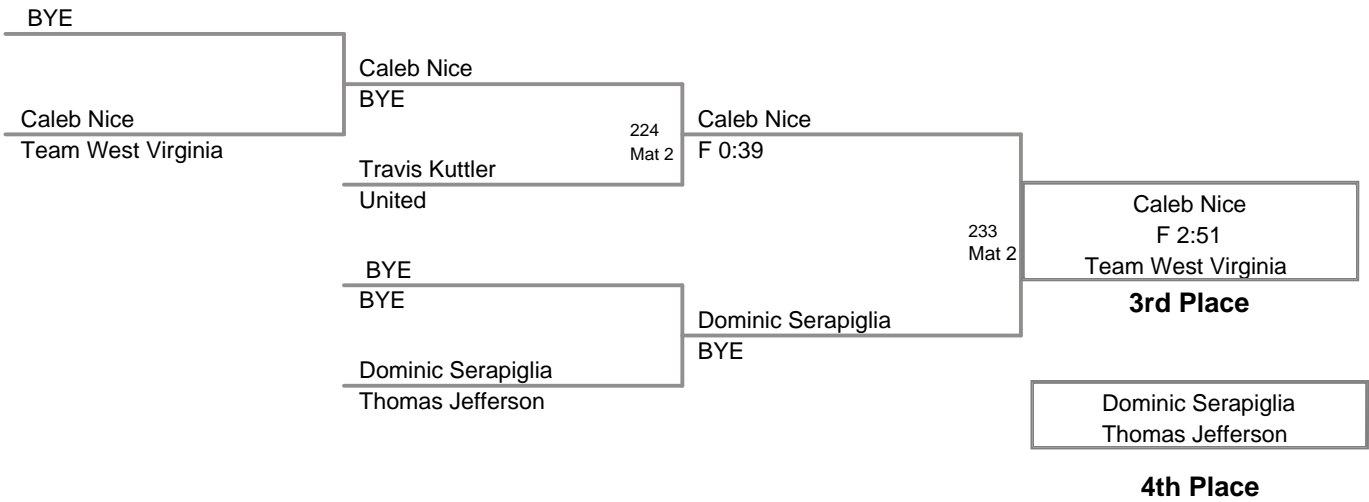 BYE
Caleb Nice
Team West Virginia
Caleb Nice
BYE
224
Mat 2
Travis Kuttler
United
BYE
BYE
Dominic Serapiglia
Thomas Jefferson
Caleb Nice
F 0:39
233
Mat 2
Dominic Serapiglia
BYE
Caleb Nice
F 2:51
Team West Virginia
3rd Place
Dominic Serapiglia
Thomas Jefferson
4th Place